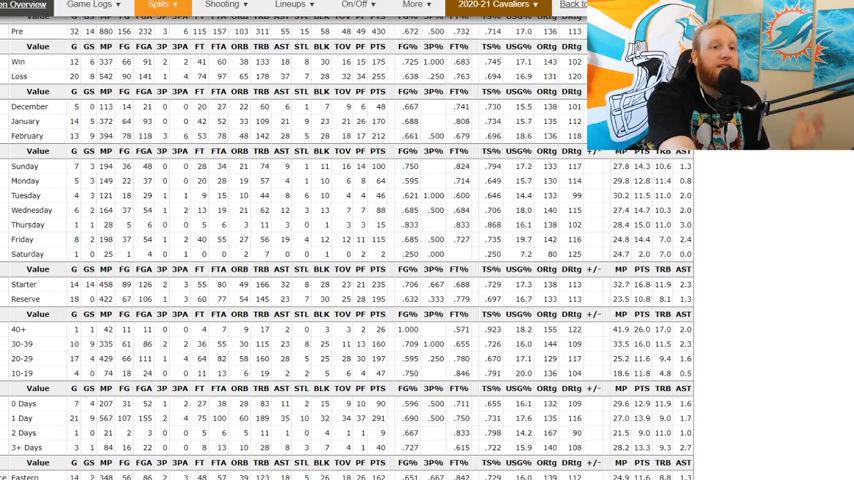 en Overview Game Logs Splits Shooting Lineups On/Off More 2020-21 Cavaliers Back to
Pre 32 14 880 156 232 3 6 115 157 103 311 55 15 58 48 49 430 .672 .500 .732 .714 17.0 136 113
Value G GS MP FG FGA 3P 3PA FT FTA ORB TRB AST STL BLK TOV PF PTS FG% 3P% FT% TS% USG% ORtg DRtg
Win 12 6 337 66 91 2 2 41 60 38 133 18 8 30 16 15 175 .725 1.000 .683 .745 17.1 143 102
Loss 20 8 542 90 141 4 74 97 65 178 37 7 28 32 34 255 .638 .250 .763 .694 16.9 131 120
Value G GS MP FG FGA 3P 3PA FT FTA ORB TRB AST STL BLK TOV PF PTS FG% 3P% FT% TS% USG% ORtg DRtg
December 5 0 113 14 21 0 20 27 22 60 6 1 7 9 6 48 .667 .741 .730 15.5 138 101
January 14 5 372 64 93 0 42 52 33 109 21 9 23 21 26 170 .688 .808 .734 15.7 135 112
February 13 9 394 78 118 3 6 53 78 48 142 28 5 28 18 17 212 .661 .500 .679 .696 18.6 136 118
Value G GS MP FG FGA 3P 3PA FT FTA ORB TRB AST STL BLK TOV PF PTS FG% 3P% FT% TS% USG% ORtg DRtg +/- MP PTS TRB AST
Sunday 7 3 194 36 48 0 28 34 21 74 9 1 11 16 14 100 .750 .824 .794 17.2 133 117 27.8 14.3 10.6 1.3
Monday 5 3 149 22 37 0 20 28 19 57 4 1 10 6 8 64 .595 .714 .649 15.7 130 114 29.8 12.8 11.4 0.8
Tuesday 4 3 121 18 29 1 1 9 15 10 44 8 6 10 4 4 46 .621 1.000 .600 .646 14.4 133 99 30.2 11.5 11.0 2.0
Wednesday 6 2 164 37 54 1 2 13 19 21 62 12 3 13 7 7 88 .685 .500 .684 .706 18.0 140 115 27.4 14.7 10.3 2.0
Thursday 1 1 28 5 6 0 5 6 3 11 3 0 1 3 3 15 .833 .833 .868 16.1 138 102 28.4 15.0 11.0 3.0
Friday 8 2 198 37 54 1 2 40 55 27 56 19 4 12 12 11 115 .685 .500 .727 .735 19.7 142 116 24.8 14.4 7.0 2.4
Saturday 1 0 25 1 4 0 1 0 0 2 7 0 0 1 0 2 2 .250 .000 .250 7.2 80 125 24.7 2.0 7.0 0.0
Value G GS MP FG FGA 3P 3PA FT FTA ORB TRB AST STL BLK TOV PF PTS FG% 3P% FT% TS% USG% ORtg DRtg +/- MP PTS TRB AST
Starter 14 14 458 89 126 2 3 55 80 49 166 32 8 28 23 21 235 .706 .667 .688 .729 17.3 138 113 32.7 16.8 11.9 2.3
Reserve 18 0 422 67 106 1 3 60 77 54 145 23 7 30 25 28 195 .632 .333 .779 .697 16.7 133 113 23.5 10.8 8.1 1.3
Value G GS MP FG FGA 3P 3PA FT FTA ORB TRB AST STL BLK TOV PF PTS FG% 3P% FT% TS% USG% ORtg DRtg +/- MP PTS TRB AST
40+ 1 1 42 11 11 0 4 7 9 17 2 0 3 3 2 26 1.000 .571 .923 18.2 155 122 41.9 26.0 17.0 2.0
30-39 10 9 335 61 86 2 2 36 55 30 115 23 8 25 11 13 160 .709 1.000 .655 .726 16.0 144 109 33.5 16.0 11.5 2.3
20-29 17 4 429 66 111 1 4 64 82 58 160 28 5 25 28 30 197 .595 .250 .780 .670 17.1 129 117 25.2 11.6 9.4 1.6
10-19 4 0 74 18 24 0 11 13 6 19 2 2 5 6 4 47 .750 .846 .791 20.0 136 104 18.6 11.8 4.8 0.5
Value G GS MP FG FGA 3P 3PA FT FTA ORB TRB AST STL BLK TOV PF PTS FG% 3P% FT% TS% USG% ORtg DRtg +/- MP PTS TRB AST
0 Days 7 4 207 31 52 1 2 27 38 28 83 11 2 15 9 10 90 .596 .500 .711 .655 16.1 132 109 29.6 12.9 11.9 1.6
1 Day 21 9 567 107 155 2 4 75 100 60 189 35 10 32 34 37 291 .690 .500 .750 .731 17.6 135 116 27.0 13.9 9.0 1.7
2 Days 1 0 21 2 3 0 5 6 5 11 1 0 4 1 1 9 .667 .833 .798 14.2 167 90 21.5 9.0 11.0 1.0
3+ Days 3 1 84 16 22 0 8 13 10 28 8 3 7 4 1 40 .727 .615 .722 15.9 140 108 28.2 13.3 9.3 2.7
Value G GS MP FG FGA 3P 3PA FT FTA ORB TRB AST STL BLK TOV PF PTS FG% 3P% FT% TS% USG% ORtg DRtg +/- MP PTS TRB AST
Eastern 14 2 348 56 86 1 48 57 39 123 18 5 26 18 26 162 .651 .667 .842 .729 16.0 139 112 24.9 11.6 8.8 1.3